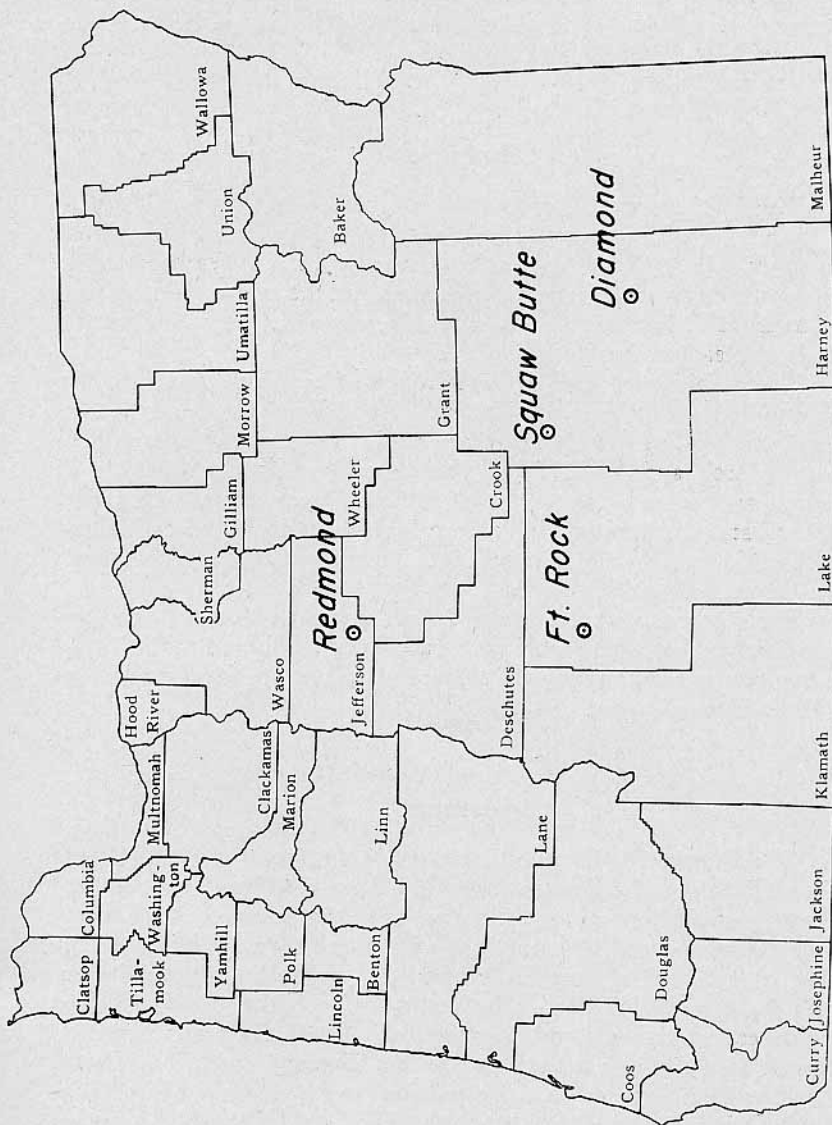 Clatsop
Columbia
Tilla-
mook
Washing-
ton
Multnomah
Hood
River
Yamhill
Clackamas
Wasco
Sherman
Gilliam
Morrow
Umatilla
Union
Wallowa
Polk
Marion
Lincoln
Benton
Linn
Jefferson
Redmond
Wheeler
Grant
Baker
Lane
Deschutes
Crook
Squaw Butte
Ft. Rock
Diamond
Coos
Douglas
Curry
Josephine
Jackson
Klamath
Lake
Harney
Malheur